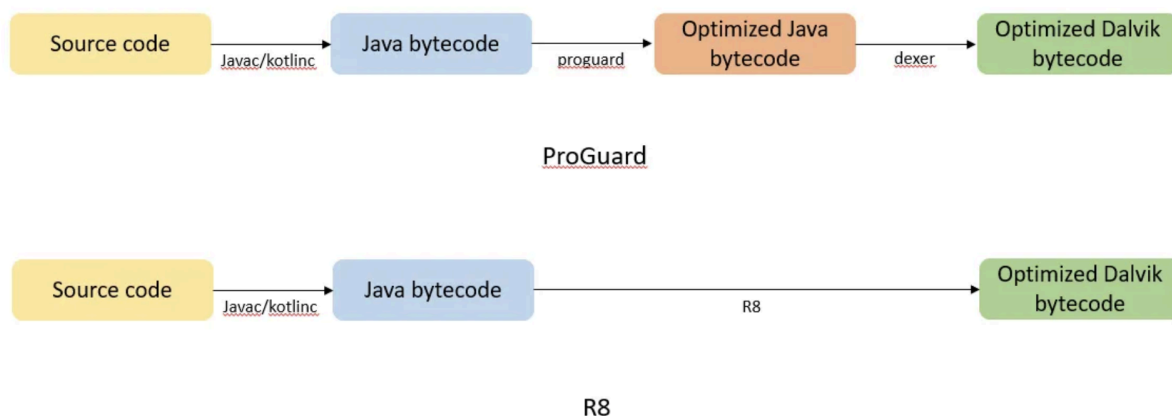 Source code
Javac/kotlinc
Java bytecode
proguard
Optimized Java
bytecode
dexer
Optimized Dalvik
bytecode
ProGuard
Source code
Javac/kotlinc
Java bytecode
R8
Optimized Dalvik
bytecode
R8